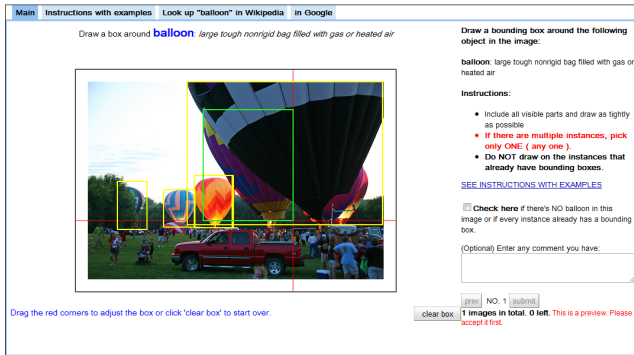 Main Instructions with examples Look up "balloon" in Wikipedia in Google
Draw a box around balloon: large tough nonrigid bag filled with gas or heated air
Drag the red corners to adjust the box or click 'clear box' to start over.
clear box
Draw a bounding box around the following
object in the image:
balloon: large tough nonrigid bag filled with gas or
heated air
Instructions:
Include all visible parts and draw as tightly
as possible
If there are multiple instances, pick
only ONE ( any one ).
Do NOT draw on the instances that
already have bounding boxes.
SEE INSTRUCTIONS WITH EXAMPLES
Check here if there's NO balloon in this
image or if every instance already has a bounding
box.
(Optional) Enter any comment you have:
prev NO. 1 submit
1 images in total. 0 left. This is a preview. Please
accept it first.